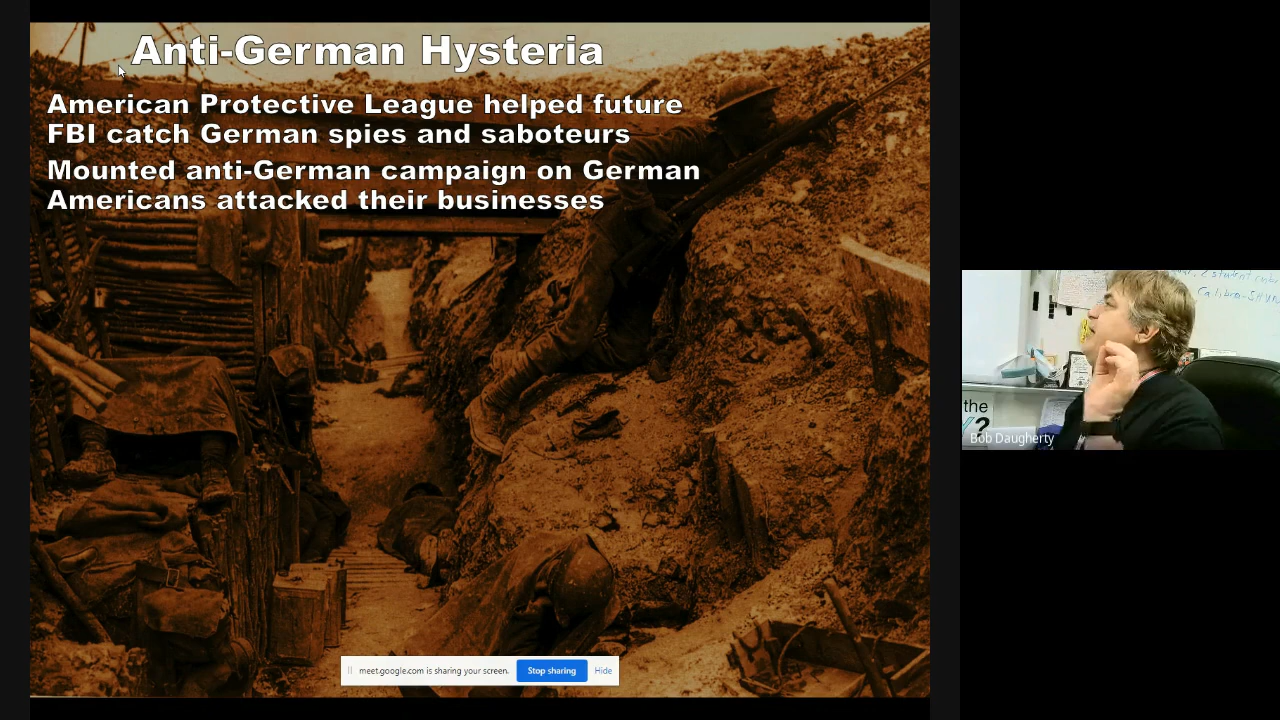 Anti-German Hysteria
American Protective League helped future
FBI catch German spies and saboteurs
Mounted anti-German campaign on German
Americans attacked their businesses
meet.google.com is sharing your screen.
Stop sharing
Hide
the
?
Bob Daugherty